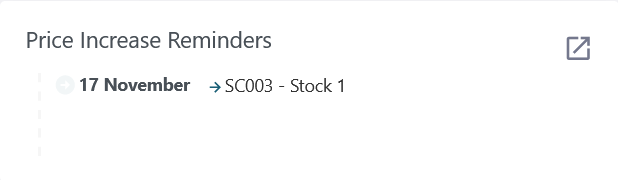 Price Increase Reminders
17 November → SC003 - Stock 1